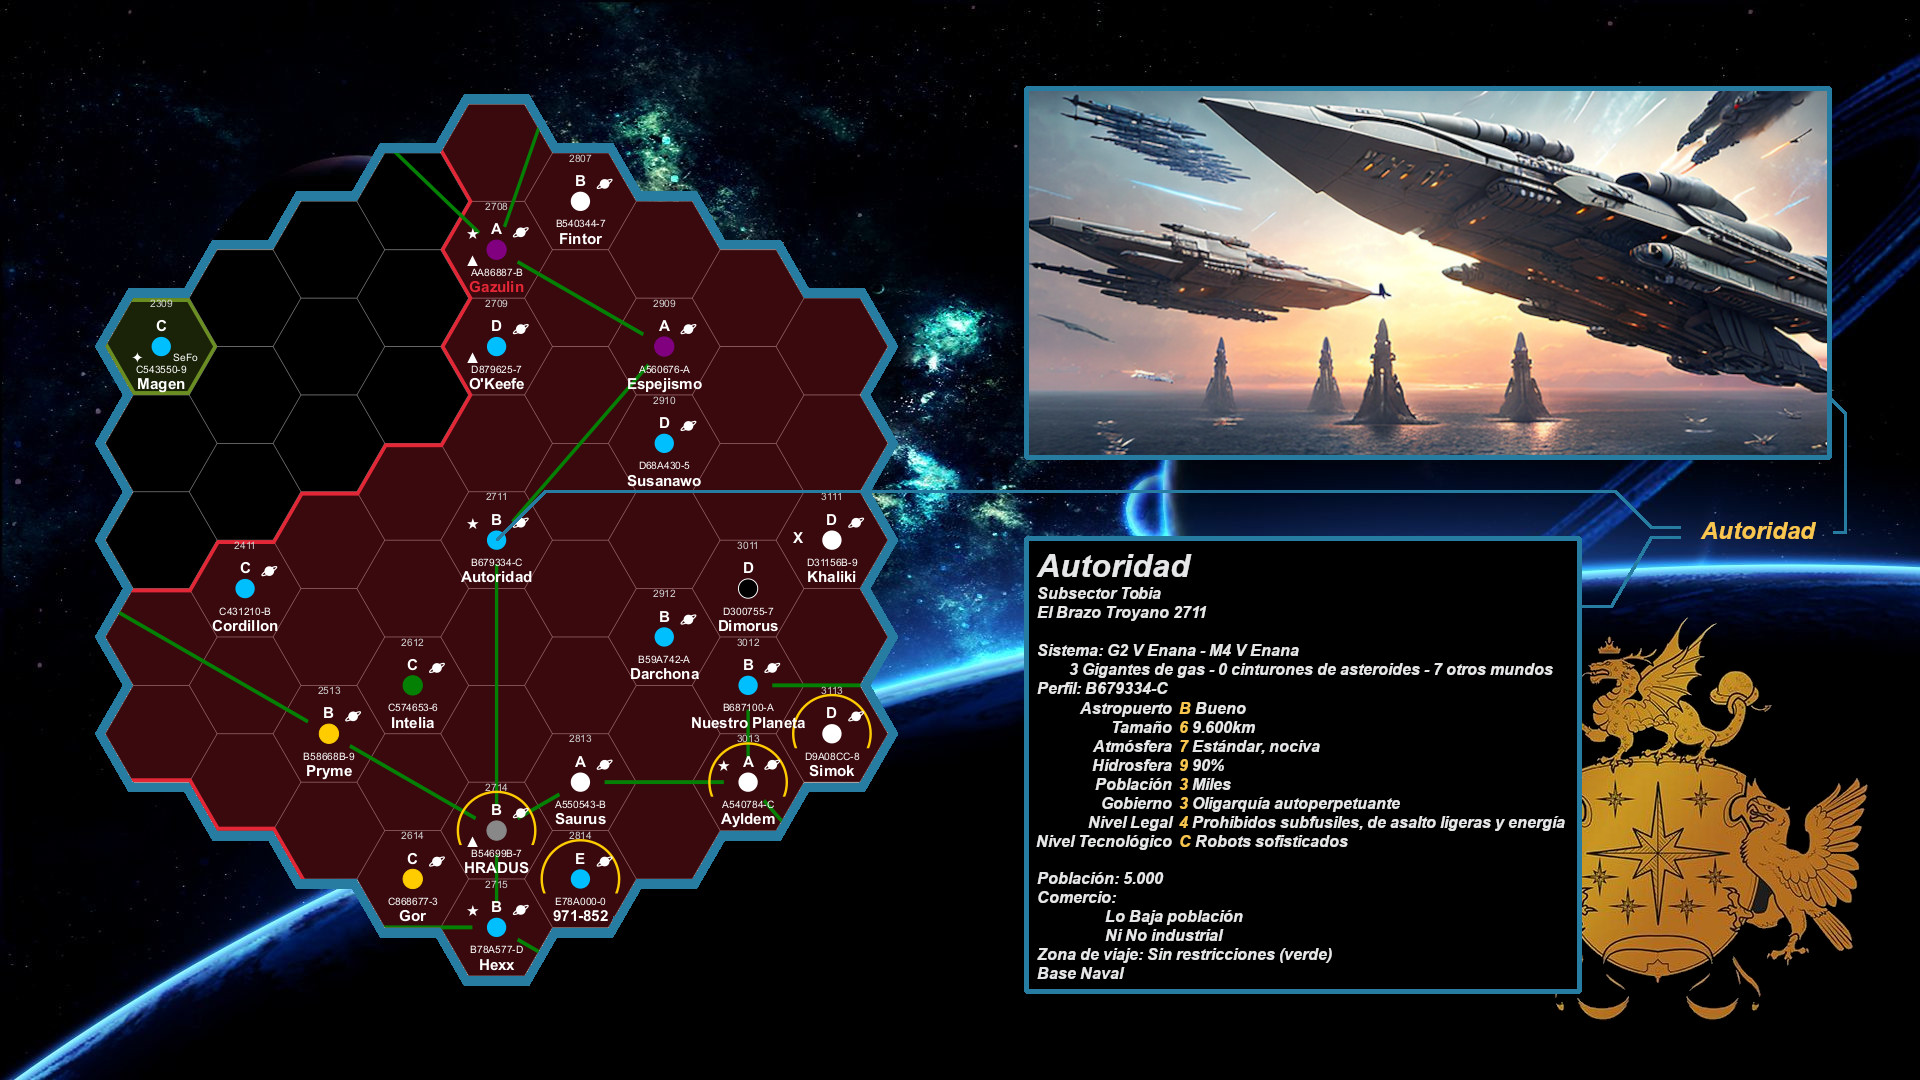 2807
B
B540344-7
Fintor
2708
A
AA86887-B
Gazulin
2309
C
SeFo
C543550-9
Magen
2709
D
D879625-7
O'Keefe
2909
A
A560676-A
Espejismo
2910
D
D68A430-5
Susanawo
2711
B
B679334-C
Autoridad
3111
X D
D31156B-9
Khaliki
2411
C
C431210-B
Cordillon
3011
D
D300755-7
Dimorus
2912
B
B59A742-A
Darchona
2612
C
C574653-6
Intelia
3012
B
B687100-A
Nuestro Planeta
2513
B
B58668B-9
Pryme
3113
D
D9A08CC-8
Simok
2813
A
A550543-B
Saurus
3013
A
A540784-C
Ayldem
2714
B
B54699B-7
HRADUS
2614
C
C868677-3
Gor
2814
E
E78A000-0
971-852
2715
B
B78A577-D
Hexx
Autoridad
Autoridad
Subsector Tobia
El Brazo Troyano 2711
Sistema: G2 V Enana - M4 V Enana
3 Gigantes de gas - 0 cinturones de asteroides - 7 otros mundos
Perfil: B679334-C
Astropuerto B Bueno
Tamaño 6 9.600km
Atmósfera 7 Estándar, nociva
Hidrosfera 9 90%
Población 3 Miles
Gobierno 3 Oligarquía autoperpetuante
Nivel Legal 4 Prohibidos subfusiles, de asalto ligeras y energía
Nivel Tecnológico C Robots sofisticados
Población: 5.000
Comercio:
Lo Baja población
Ni No industrial
Zona de viaje: Sin restricciones (verde)
Base Naval